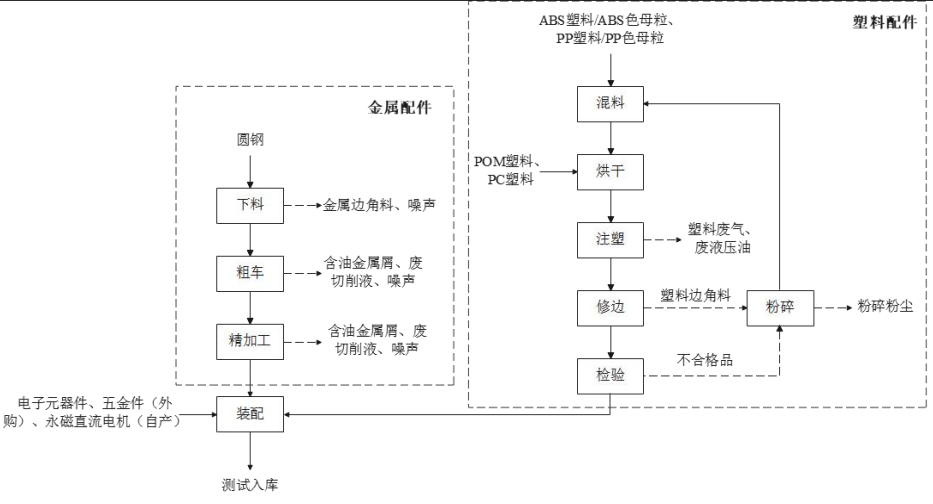 ABS塑料/ABS色母粒、
PP塑料/PP色母粒
塑料配件
混料
金属配件
圆钢
POM塑料、
PC塑料
烘干
下料
金属边角料、噪声
注塑
塑料废气、
废液压油
粗车
含油金属屑、废
切削液、噪声
修边
塑料边角料
粉碎
粉碎粉尘
精加工
含油金属屑、废
切削液、噪声
检验
不合格品
电子元器件、五金件（外
购）、永磁直流电机（自产）
装配
测试入库